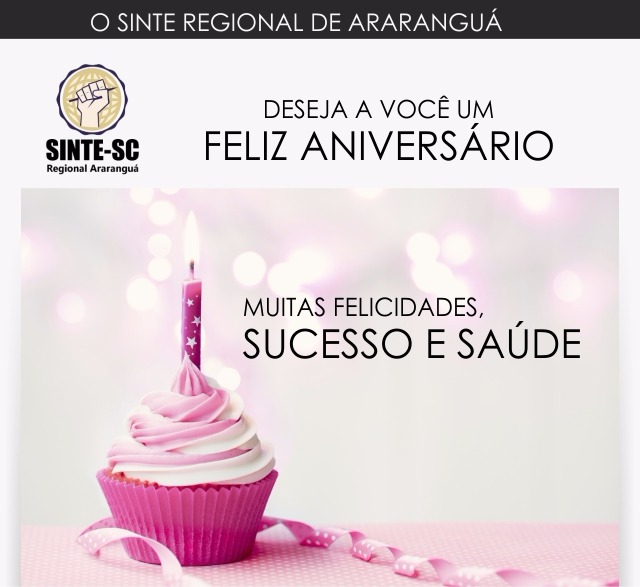 O SINTE REGIONAL DE ARARANGUÁ
DESEJA A VOCÊ UM
FELIZ ANIVERSÁRIO
SINTE-SC
Regional Araranguá
MUITAS FELICIDADES,
SUCESSO E SAÚDE